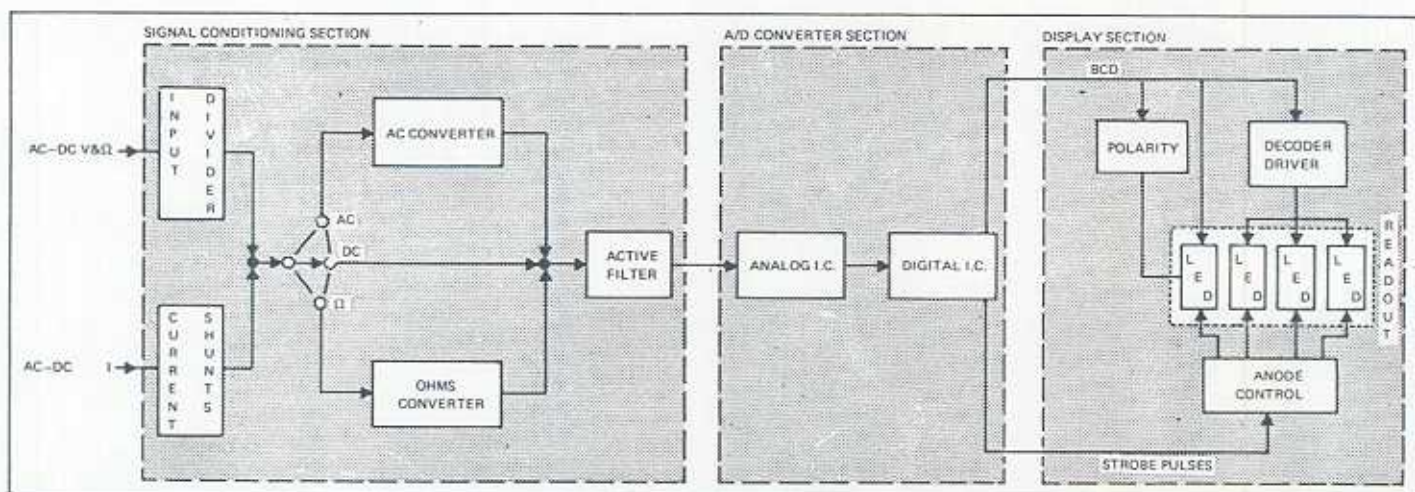 SIGNAL CONDITIONING SECTION
A/D CONVERTER SECTION
DISPLAY SECTION
INPUT
DIVIDER
AC-DC V&Ω
AC CONVERTER
BCD
POLARITY
DECODER
DRIVER
AC
DC
Ω
ACTIVE
FILTER
ANALOG I.C.
DIGITAL I.C.
LED
LED
LED
LED
READOUT
CURRENT
SHUNTS
AC-DC I
OHMS
CONVERTER
ANODE
CONTROL
STROBE PULSES